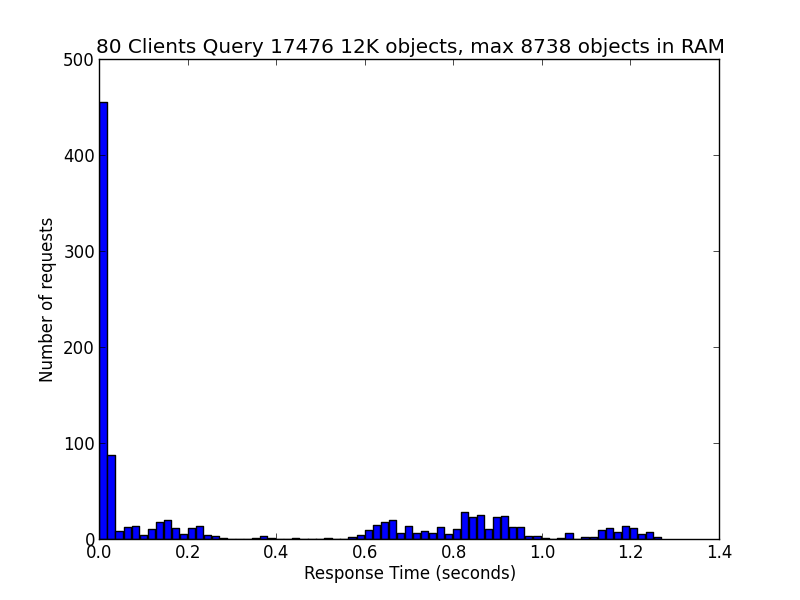 80 Clients Query 17476 12K objects, max 8738 objects in RAM
500
400
300
200
100
0
Number of requests
0.0 0.2 0.4 0.6 0.8 1.0 1.2 1.4
Response Time (seconds)